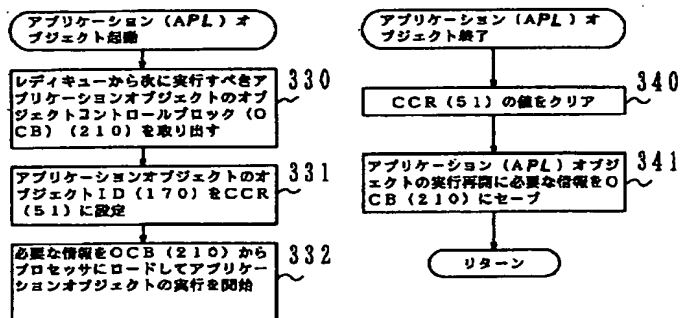 アプリケーション（APL）オ
ブジェクト起動
レディキューから次に実行すべきア
プリケーションオブジェクトのオブ
ジェクトコントロールブロック（O
CB）（210）を取り出す
330
アプリケーションオブジェクトのオ
ブジェクトID（170）をCCR
（51）に設定
331
必要な情報をOCB（210）から
プロセッサにロードしてアプリケー
ションオブジェクトの実行を開始
332
アプリケーション（APL）オ
ブジェクト終了
CCR（51）の値をクリア
340
アプリケーション（APL）オブジ
ェクトの実行再開に必要な情報をO
CB（210）にセーブ
341
リターン